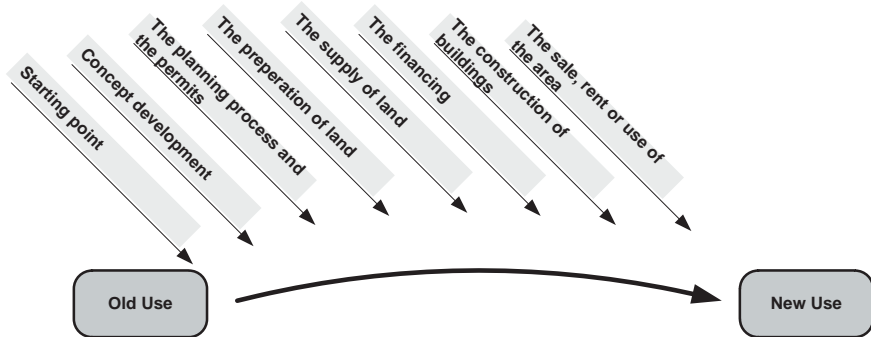 Starting point
Concept development
The planning process and
the permits
The preperation of land
The supply of land
The financing
The construction of
buildings
The sale, rent or use of
the area
Old Use
New Use